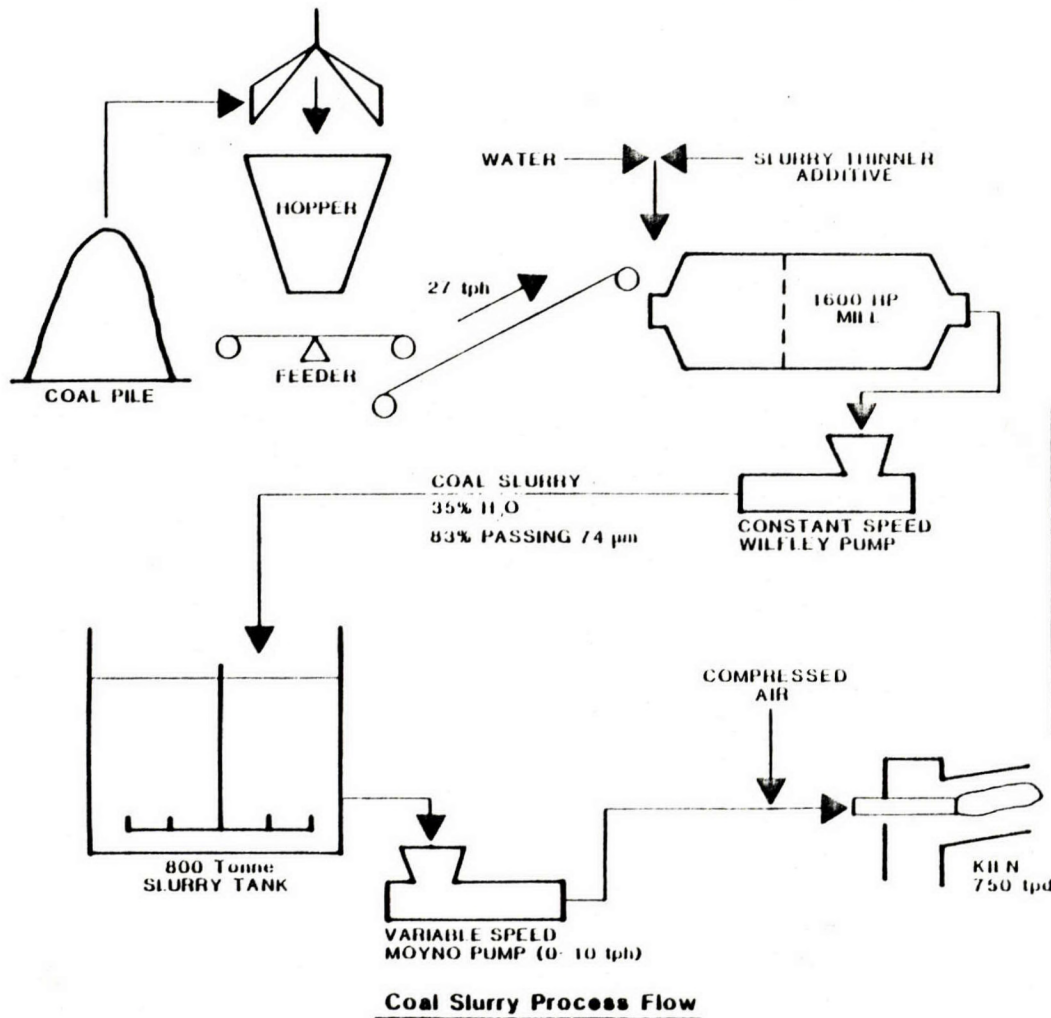 HOPPER
WATER
SLURRY THINNER
ADDITIVE
27 tph
1600 HP
MILL
FEEDER
COAL PILE
COAL SLURRY
35% H₂O
83% PASSING 74 µm
CONSTANT SPEED
WILFLEY PUMP
COMPRESSED
AIR
800 Tonne
SLURRY TANK
KILN
750 tpd
VARIABLE SPEED
MOYNO PUMP (0-10 tph)
Coal Slurry Process Flow